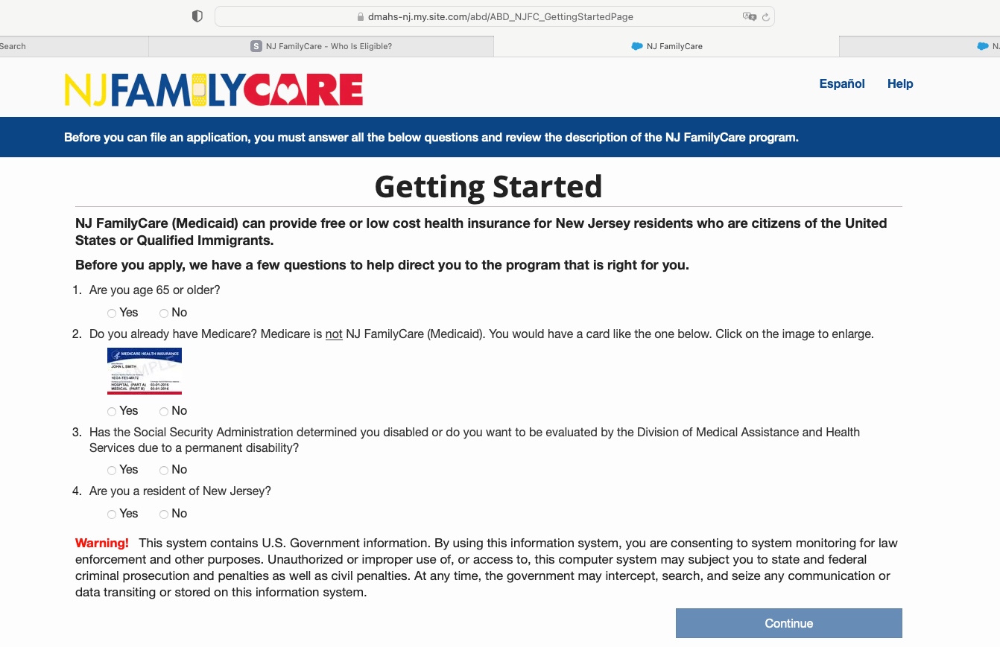 dmahs-nj.my.site.com/abd/ABD_NJFC_GettingStartedPage
Search
S NJ FamilyCare - Who Is Eligible?
NJ FamilyCare
NJFAMILYCARE
Español
Help
Before you can file an application, you must answer all the below questions and review the description of the NJ FamilyCare program.
Getting Started
NJ FamilyCare (Medicaid) can provide free or low cost health insurance for New Jersey residents who are citizens of the United
States or Qualified Immigrants.
Before you apply, we have a few questions to help direct you to the program that is right for you.
1. Are you age 65 or older?
Yes No
2. Do you already have Medicare? Medicare is not NJ FamilyCare (Medicaid). You would have a card like the one below. Click on the image to enlarge.
MEDICARE HEALTH INSURANCE
JOHN L SMITH
SAMPLE
1EG4-TE5-MK72
HOSPITAL (PART A) 03-01-2016
MEDICAL (PART B) 03-01-2016
Yes No
3. Has the Social Security Administration determined you disabled or do you want to be evaluated by the Division of Medical Assistance and Health
Services due to a permanent disability?
Yes No
4. Are you a resident of New Jersey?
Yes No
Warning! This system contains U.S. Government information. By using this information system, you are consenting to system monitoring for law
enforcement and other purposes. Unauthorized or improper use of, or access to, this computer system may subject you to state and federal
criminal prosecution and penalties as well as civil penalties. At any time, the government may intercept, search, and seize any communication or
data transiting or stored on this information system.
Continue